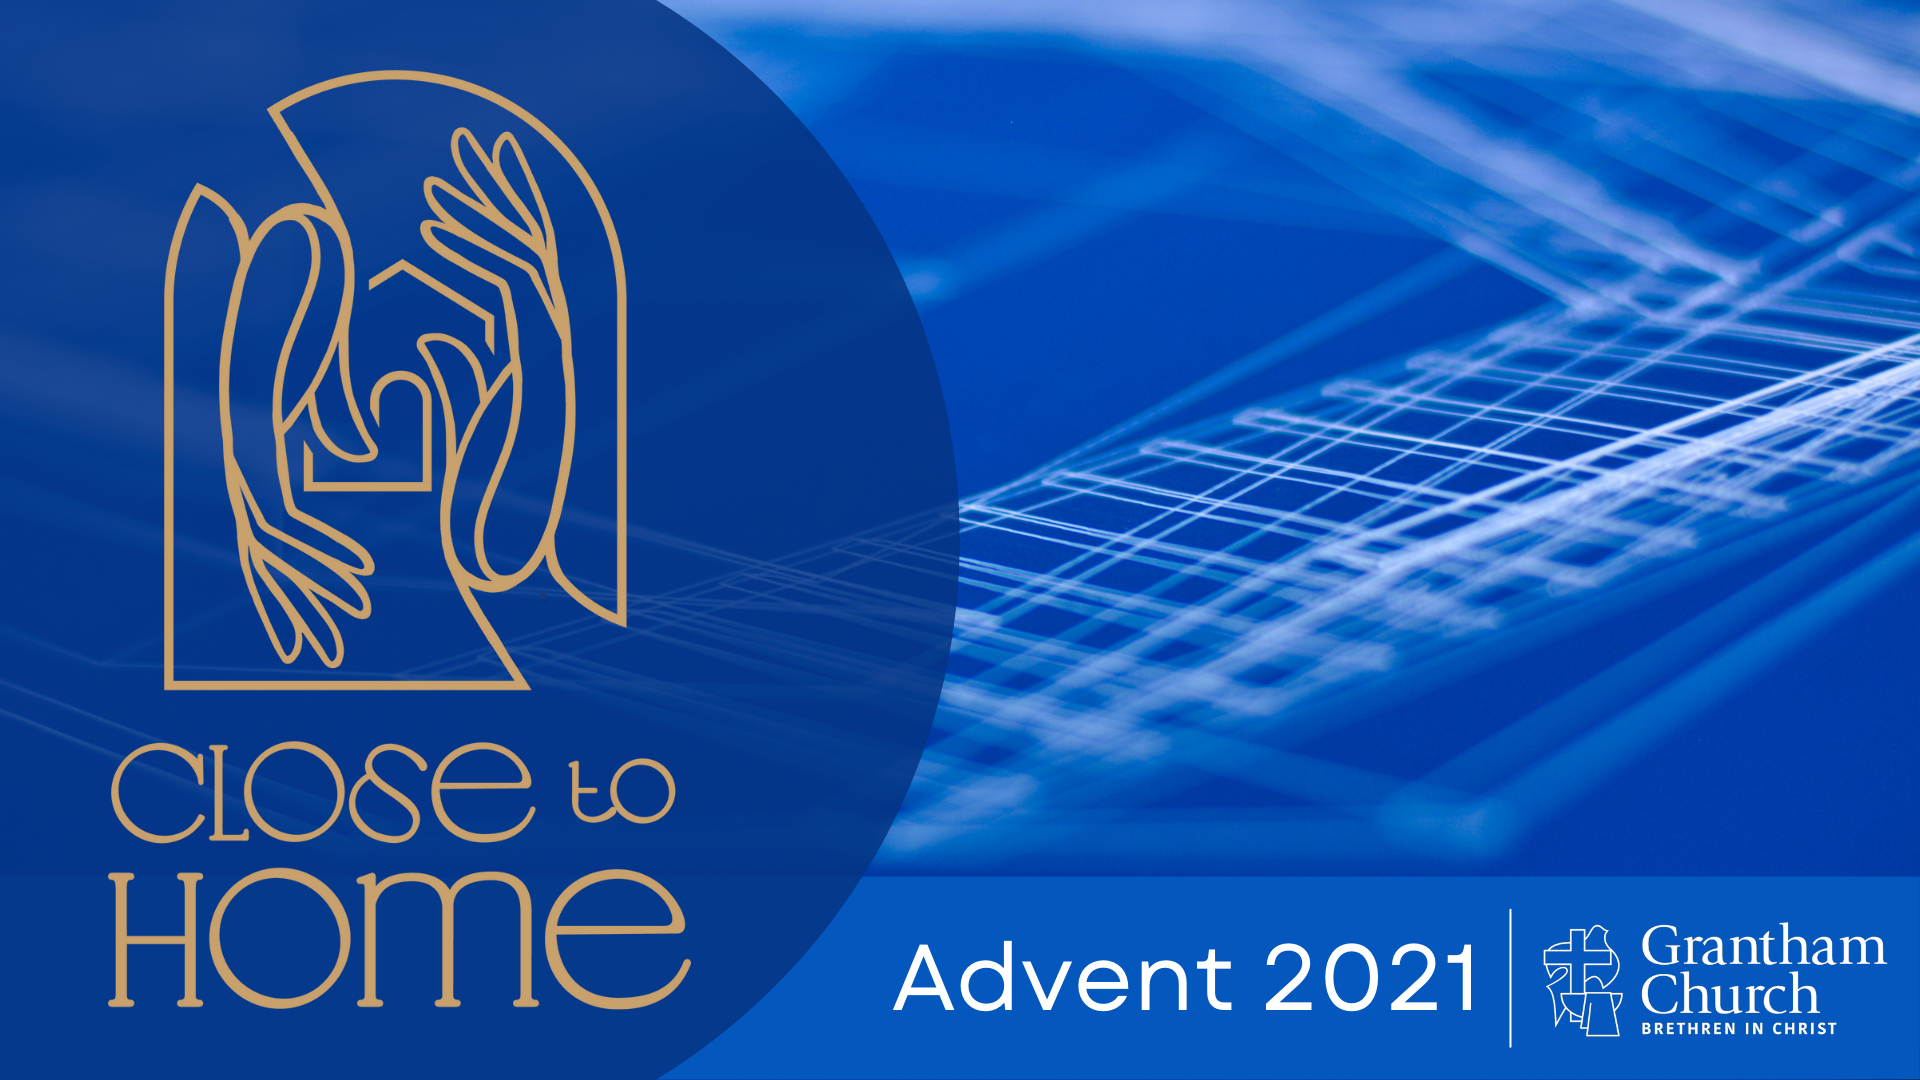 Close to
Home
Advent 2021
Grantham
Church
BRETHREN IN CHRIST